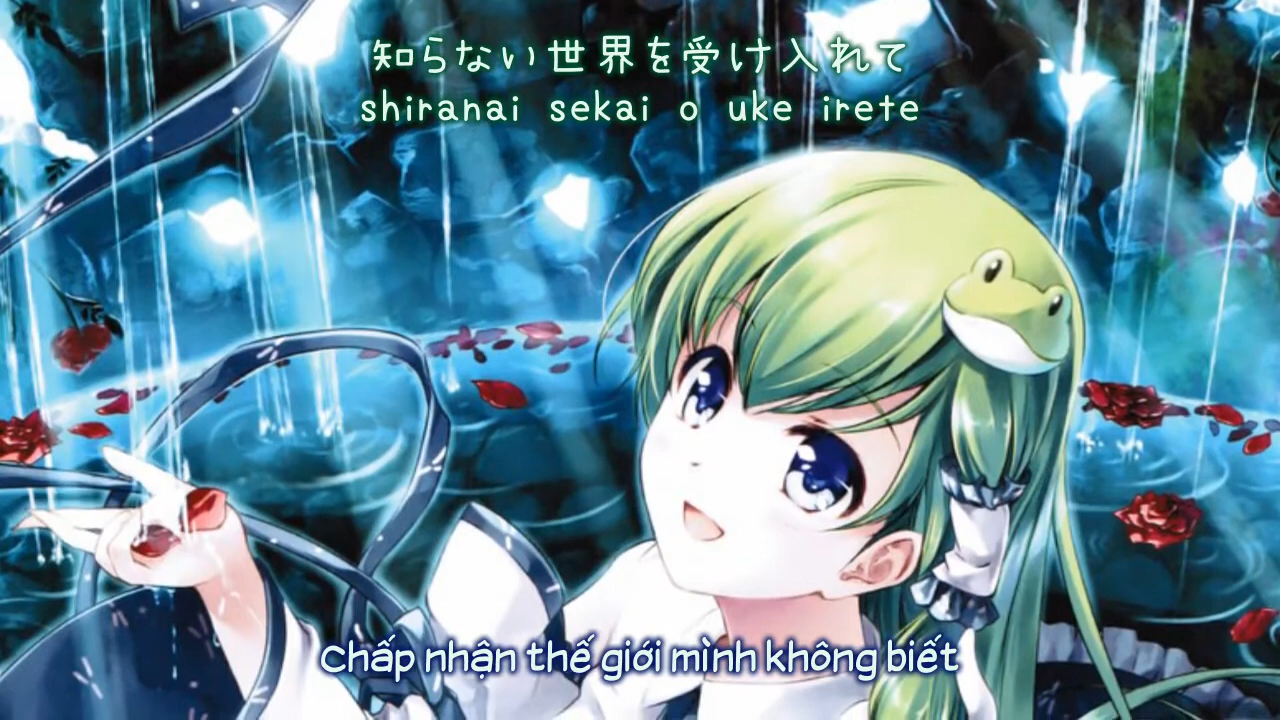 知らない世界を受け入れて
shiranai sekai o uke irete
chấp nhận thế giới mình không biết